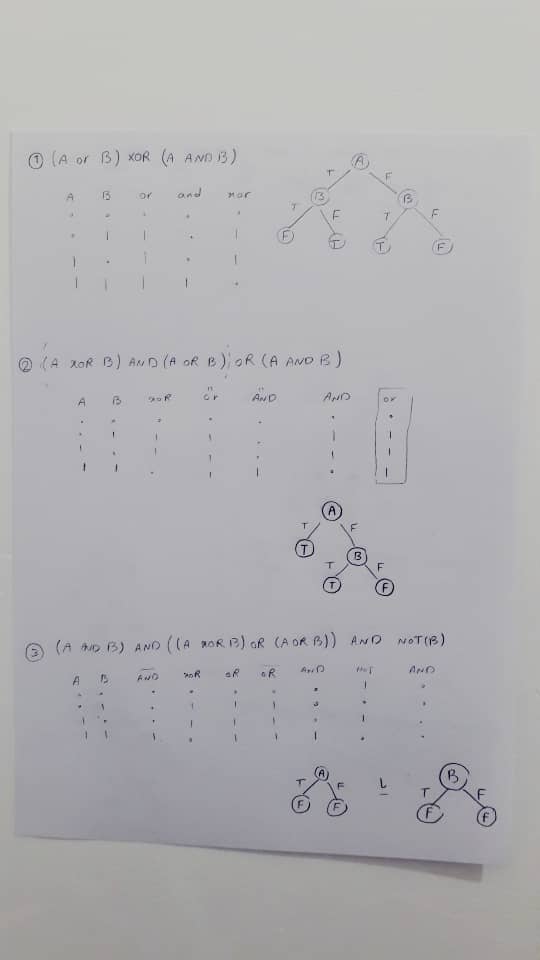 ① (A or B) XOR (A AND B)
A B or and xor
. . . . .
. 1 1 . 1
1 . 1 . 1
1 1 1 1 .
A
T F
B B
T F T F
F T T F
② (A XOR B) AND (A OR B) OR (A AND B)
A B XOR or AND AND or
. . . . . . .
. 1 1 1 . 1 1
1 . 1 1 . 1 1
1 1 . 1 1 . 1
A
T F
T B
T F
T F
③ (A AND B) AND ((A XOR B) OR (A OR B)) AND NOT(B)
A B AND XOR OR OR AND NOT AND
. . . . . . . 1 .
. 1 . 1 1 1 . . .
1 . . 1 1 1 . 1 .
1 1 1 . 1 1 1 . .
A B
T F T F
F F F F